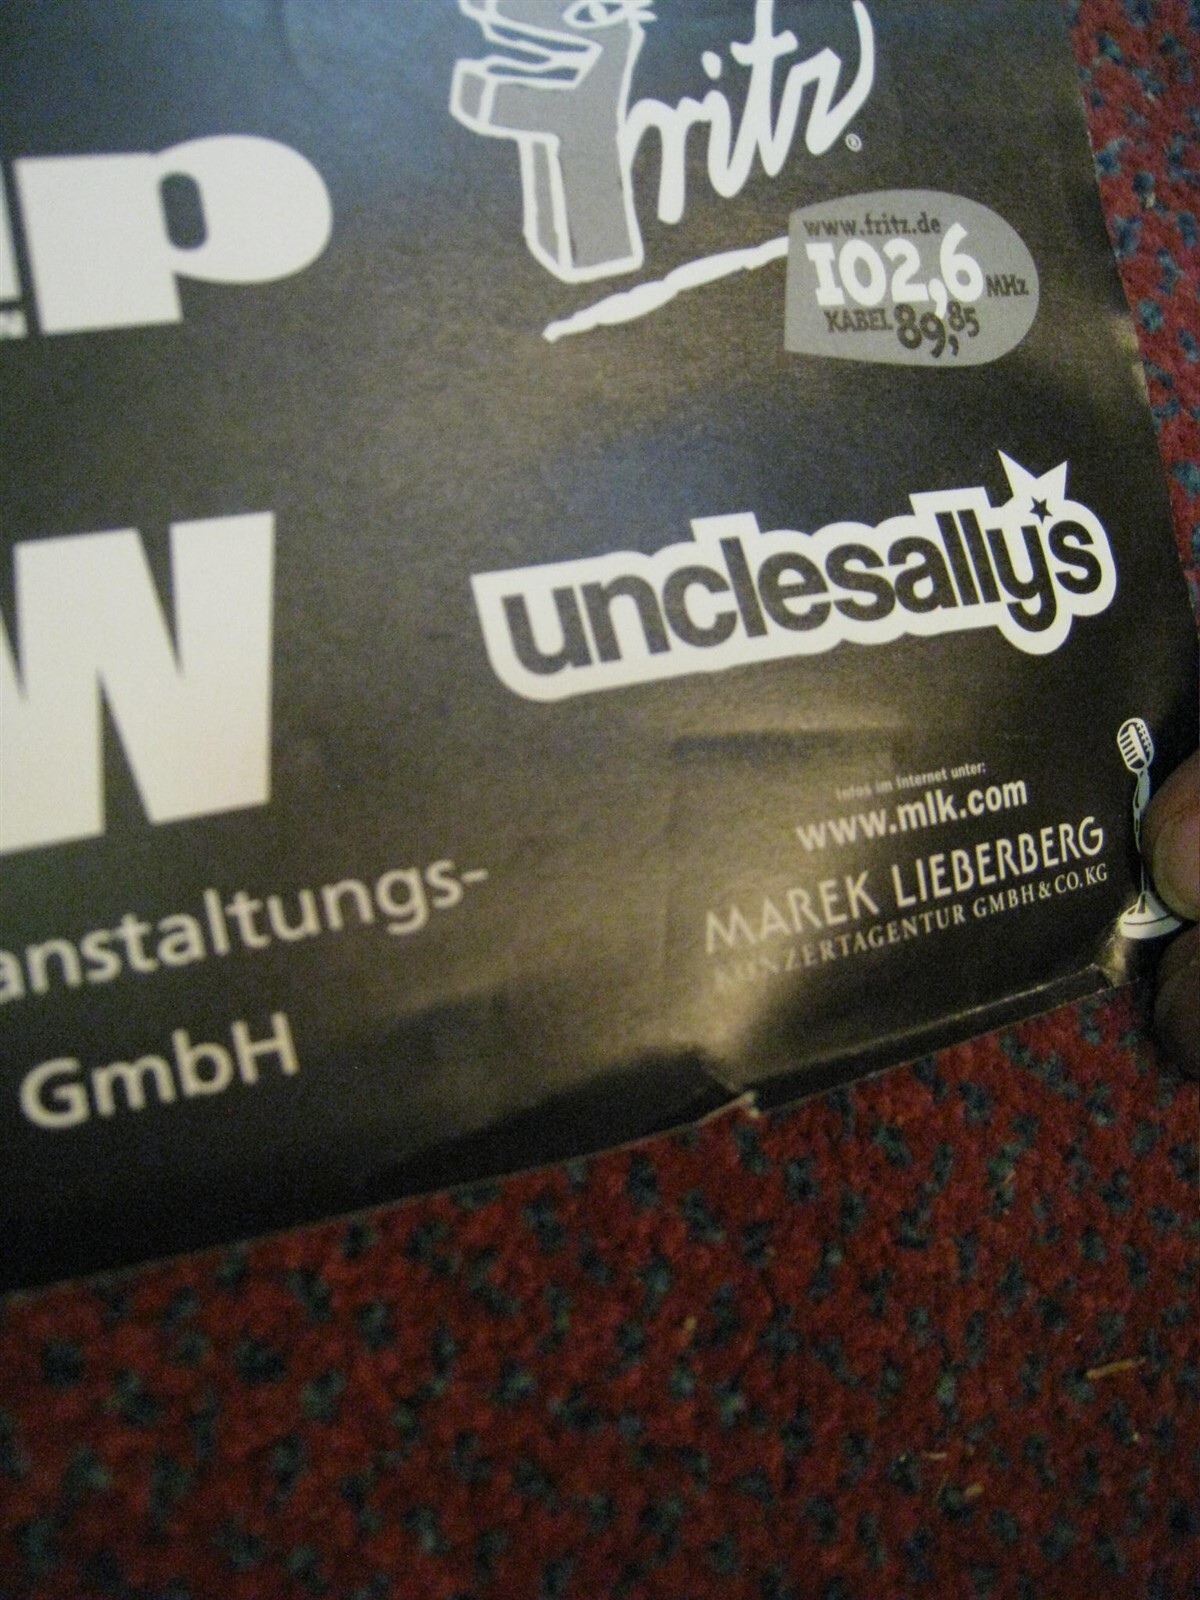 ip
Fritz®
www.fritz.de
102,6 MHz
KABEL 89,85
unclesally's
W
Infos im Internet unter:
www.mlk.com
MAREK LIEBERBERG
KONZERTAGENTUR GMBH & CO. KG
anstaltungs-
GmbH